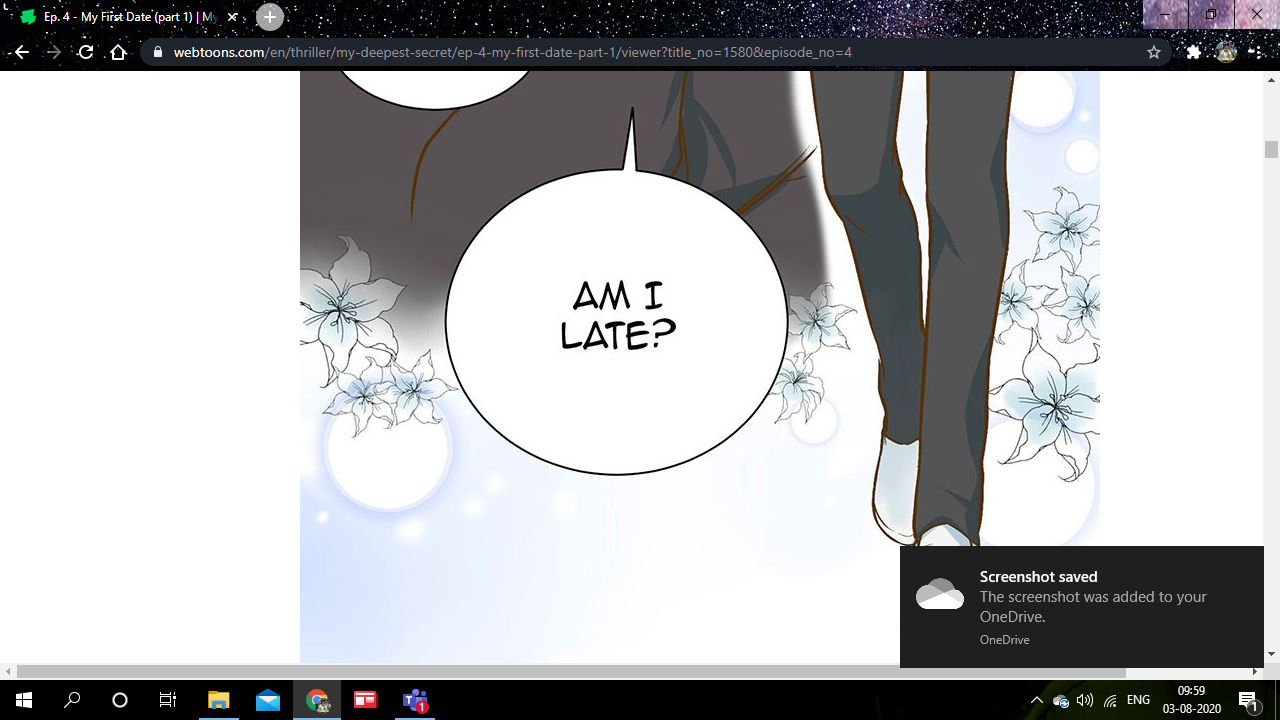 Ep. 4 - My First Date (part 1) | My
webtoons.com/en/thriller/my-deepest-secret/ep-4-my-first-date-part-1/viewer?title_no=1580&episode_no=4
AM I
LATE?
Screenshot saved
The screenshot was added to your
OneDrive.
OneDrive
1
ENG
09:59
03-08-2020
1